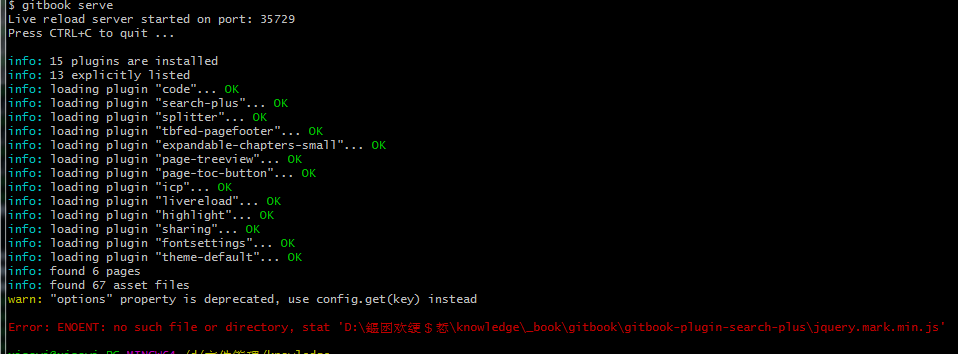 $ gitbook serve
Live reload server started on port: 35729
Press CTRL+C to quit ...
info: 15 plugins are installed
info: 13 explicitly listed
info: loading plugin "code"... OK
info: loading plugin "search-plus"... OK
info: loading plugin "splitter"... OK
info: loading plugin "tbfed-pagefooter"... OK
info: loading plugin "expandable-chapters-small"... OK
info: loading plugin "page-treeview"... OK
info: loading plugin "page-toc-button"... OK
info: loading plugin "icp"... OK
info: loading plugin "livereload"... OK
info: loading plugin "highlight"... OK
info: loading plugin "sharing"... OK
info: loading plugin "fontsettings"... OK
info: loading plugin "theme-default"... OK
info: found 6 pages
info: found 67 asset files
warn: "options" property is deprecated, use config.get(key) instead
Error: ENOENT: no such file or directory, stat 'D:\\knowledge\_book\gitbook\gitbook-plugin-search-plus\jquery.mark.min.js'